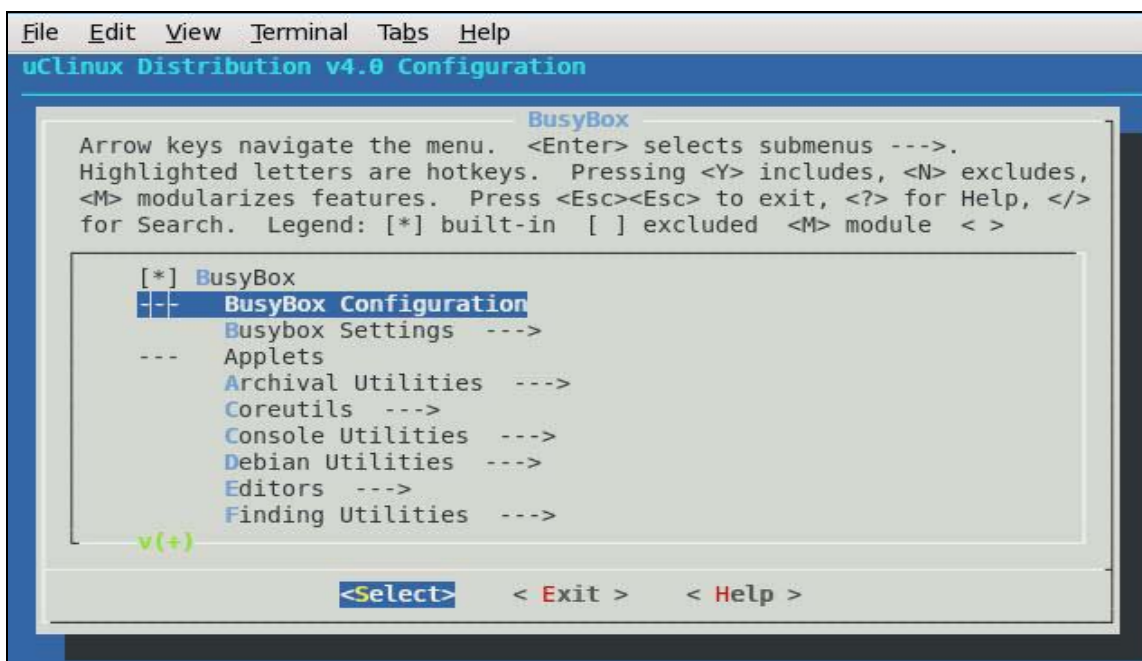 File Edit View Terminal Tabs Help
uClinux Distribution v4.0 Configuration
BusyBox
Arrow keys navigate the menu. <Enter> selects submenus --->.
Highlighted letters are hotkeys. Pressing <Y> includes, <N> excludes,
<M> modularizes features. Press <Esc><Esc> to exit, <?> for Help, </>
for Search. Legend: [*] built-in [ ] excluded <M> module < >
[*] BusyBox
--- BusyBox Configuration
Busybox Settings --->
--- Applets
Archival Utilities --->
Coreutils --->
Console Utilities --->
Debian Utilities --->
Editors --->
Finding Utilities --->
v(+)
<Select> < Exit > < Help >